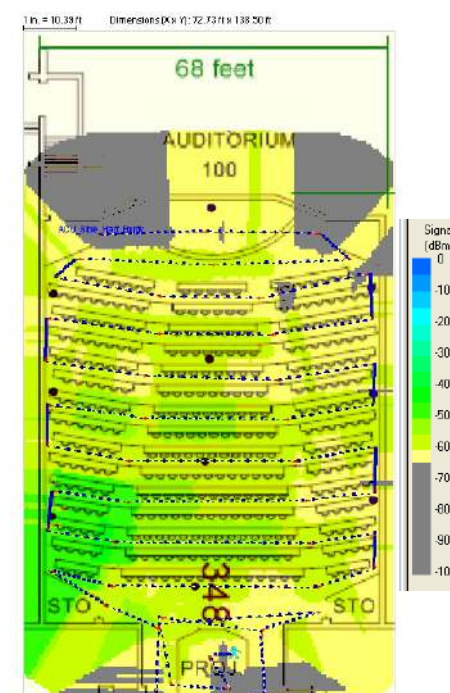 1 in. = 10.39 ft Dimensions (X x Y): 72.73 ft x 138.50 ft
68 feet
AUDITORIUM
100
Signa
(dBm
0
-10
-20
-30
-40
-50
-60
-70
-80
-90
-10
348
STO
STO
PROJ